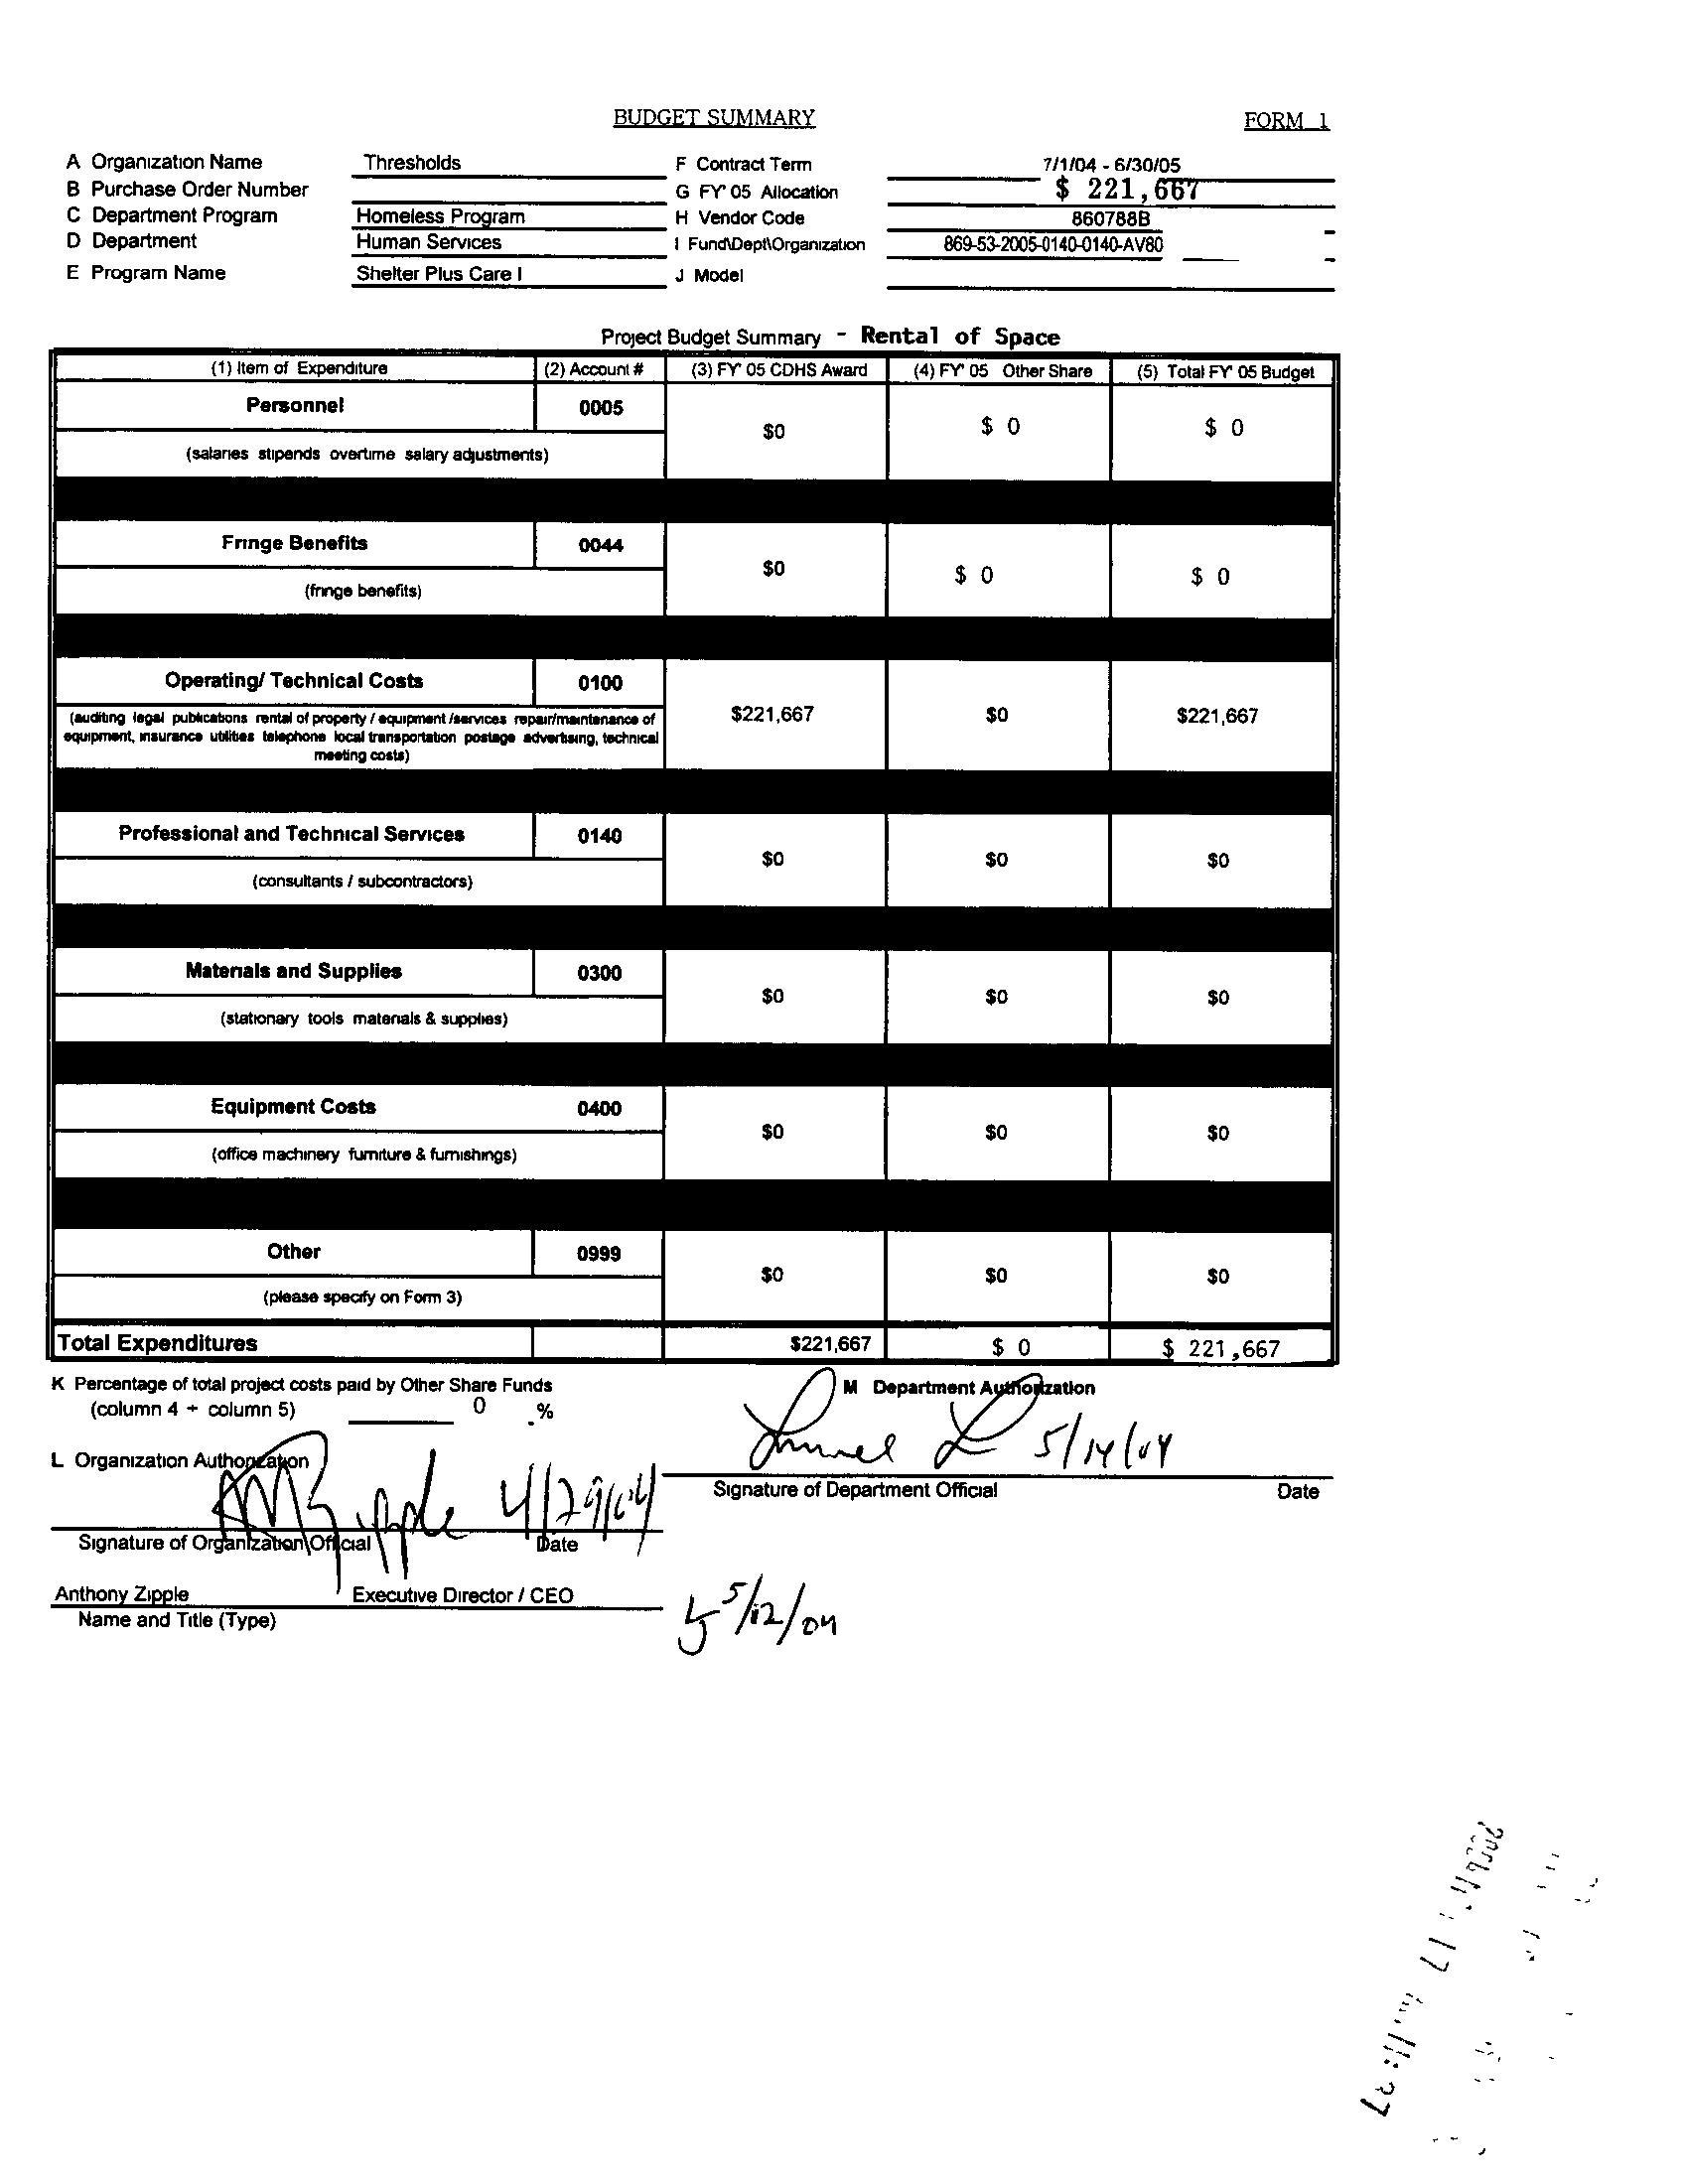 BUDGET SUMMARY FORM 1
A Organization Name Thresholds F Contract Term 7/1/04 - 6/30/05
B Purchase Order Number G FY' 05 Allocation $ 221,667
C Department Program Homeless Program H Vendor Code 860788B
D Department Human Services I Fund\Dept\Organization 869-53-2005-0140-0140-AV80
E Program Name Shelter Plus Care I J Model
Project Budget Summary - Rental of Space
(1) Item of Expenditure (2) Account # (3) FY' 05 CDHS Award (4) FY' 05 Other Share (5) Total FY' 05 Budget
Personnel 0005 $0 $ 0 $ 0
(salaries stipends overtime salary adjustments)
Fringe Benefits 0044 $0 $ 0 $ 0
(fringe benefits)
Operating/ Technical Costs 0100 $221,667 $0 $221,667
(auditing legal publications rental of property / equipment /services repair/maintenance of
equipment, insurance utilities telephone local transportation postage advertising, technical
meeting costs)
Professional and Technical Services 0140 $0 $0 $0
(consultants / subcontractors)
Materials and Supplies 0300 $0 $0 $0
(stationary tools materials & supplies)
Equipment Costs 0400 $0 $0 $0
(office machinery furniture & furnishings)
Other 0999 $0 $0 $0
(please specify on Form 3)
Total Expenditures $221,667 $ 0 $ 221,667
K Percentage of total project costs paid by Other Share Funds
(column 4 ÷ column 5) 0 %
M Department Authorization
5/14/04
L Organization Authorization
Signature of Department Official Date
4/29/04
Signature of Organization Official Date
Anthony Zipple Executive Director / CEO
Name and Title (Type)
5/12/04